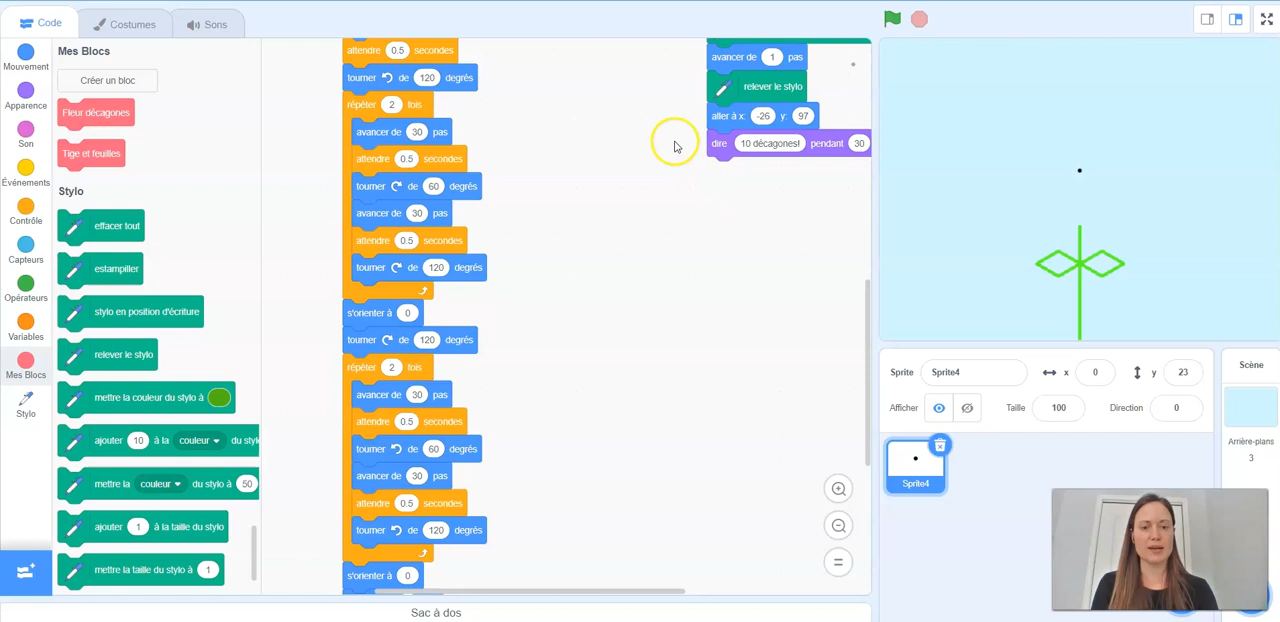 Code
Costumes
Sons
Mouvement
Apparence
Son
Événements
Contrôle
Capteurs
Opérateurs
Variables
Mes Blocs
Stylo
Mes Blocs
Créer un bloc
Fleur décagones
Tige et feuilles
Stylo
effacer tout
estampiller
stylo en position d'écriture
relever le stylo
mettre la couleur du stylo à
ajouter 10 à la couleur du stylo
mettre la couleur du stylo à 50
ajouter 1 à la taille du stylo
mettre la taille du stylo à 1
attendre 0.5 secondes
tourner de 120 degrés
répéter 2 fois
avancer de 30 pas
attendre 0.5 secondes
tourner de 60 degrés
avancer de 30 pas
attendre 0.5 secondes
tourner de 120 degrés
s'orienter à 0
tourner de 120 degrés
répéter 2 fois
avancer de 30 pas
attendre 0.5 secondes
tourner de 60 degrés
avancer de 30 pas
attendre 0.5 secondes
tourner de 120 degrés
s'orienter à 0
avancer de 1 pas
relever le stylo
aller à x: -26 y: 97
dire 10 décagones! pendant 30
Sprite Sprite4 x 0 y 23
Afficher Taille 100 Direction 0
Sprite4
Scène
Arrière-plans
3
Sac à dos